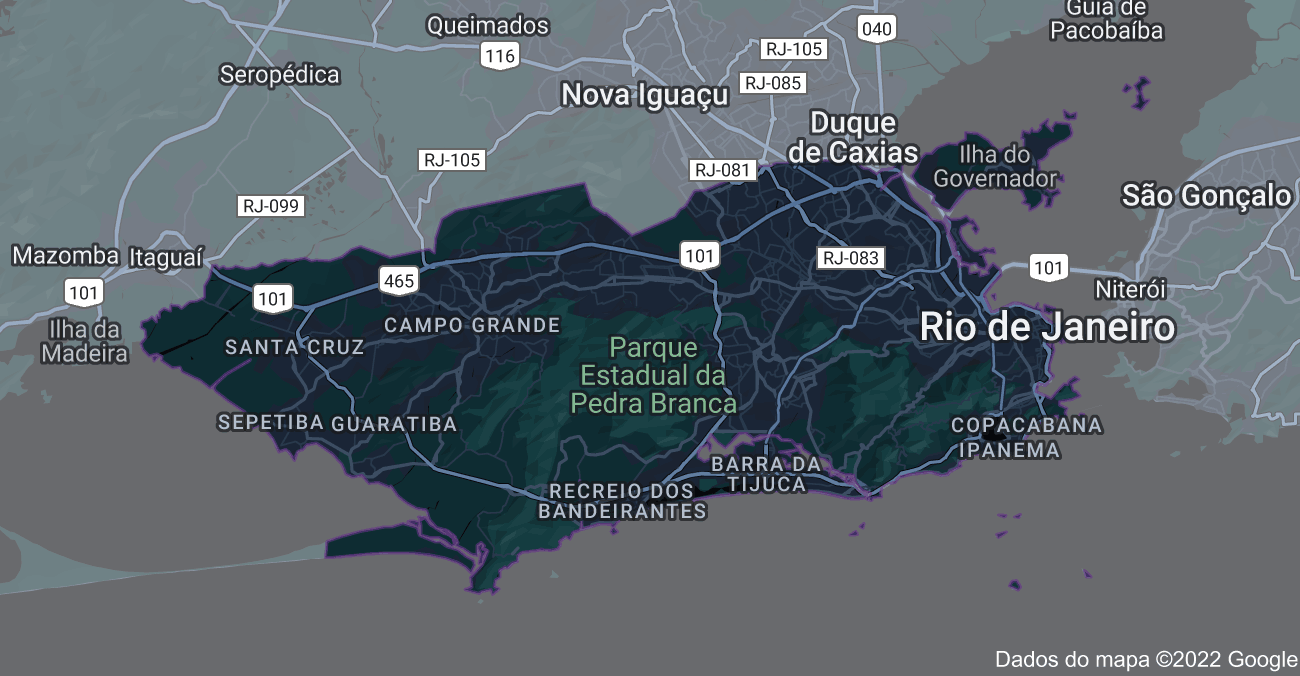 Guia de
Pacobaíba
Queimados
040
RJ-105
116
Seropédica
RJ-085
Nova Iguaçu
Duque
de Caxias
RJ-105
RJ-081
Ilha do
Governador
São Gonçalo
RJ-099
Mazomba
Itaguaí
101
RJ-083
101
465
101
101
Niterói
Ilha da
Madeira
CAMPO GRANDE
Rio de Janeiro
SANTA CRUZ
Parque
Estadual da
Pedra Branca
SEPETIBA
GUARATIBA
COPACABANA
IPANEMA
BARRA DA
TIJUCA
RECREIO DOS
BANDEIRANTES
Dados do mapa ©2022 Google